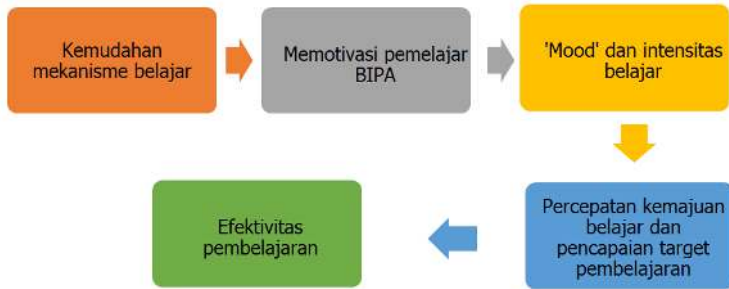 Kemudahan
mekanisme belajar
Memotivasi pemelajar
BIPA
'Mood' dan intensitas
belajar
Percepatan kemajuan
belajar dan
pencapaian target
pembelajaran
Efektivitas
pembelajaran